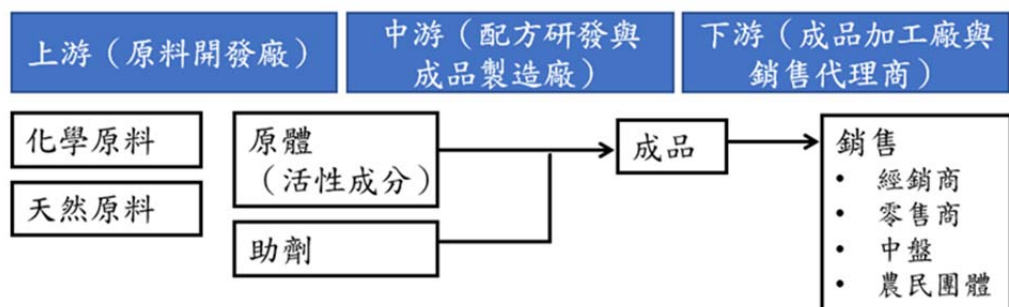 上游（原料開發廠）
中游（配方研發與
成品製造廠）
下游（成品加工廠與
銷售代理商）
化學原料
天然原料
原體
（活性成分）
助劑
成品
銷售
• 經銷商
• 零售商
• 中盤
• 農民團體